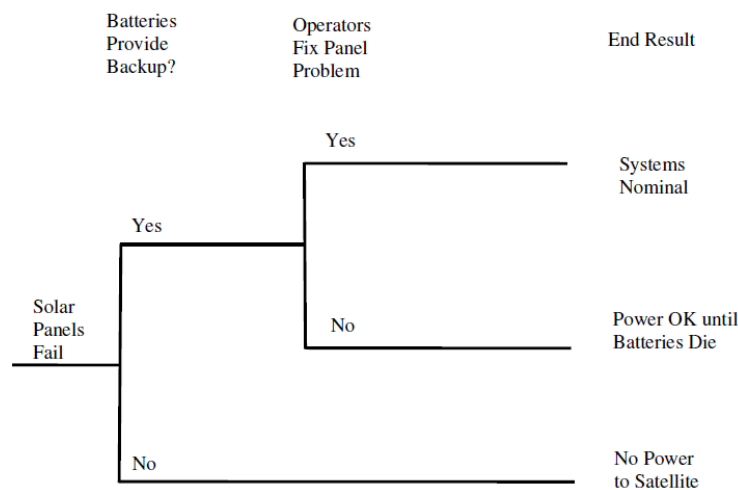 Batteries
Provide
Backup?
Operators
Fix Panel
Problem
End Result
Yes
Systems
Nominal
Yes
Solar
Panels
Fail
No
Power OK until
Batteries Die
No
No Power
to Satellite